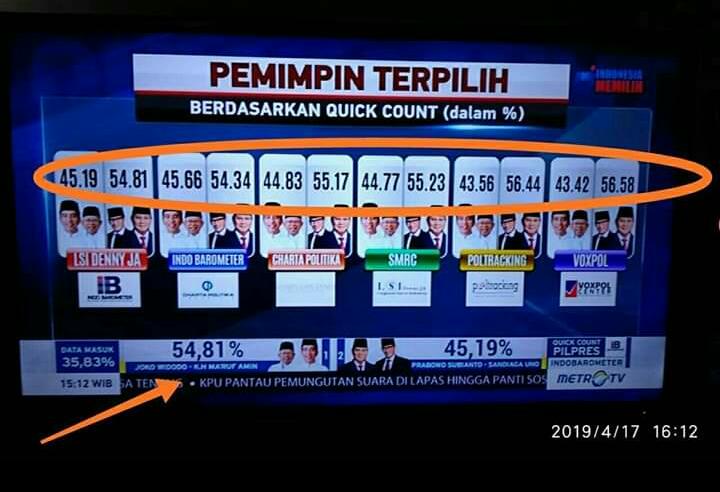 PEMIMPIN TERPILIH
INDONESIA
MEMILIH
BERDASARKAN QUICK COUNT (dalam %)
45.19 54.81 45.66 54.34 44.83 55.17 44.77 55.23 43.56 56.44 43.42 56.58
LSI DENNY JA INDO BAROMETER CHARTA POLITIKA SMRC POLTRACKING VOXPOL
IB
INDO BAROMETER
CHARTA POLITIKA
LSI
poltracking
VOXPOL
CENTER
DATA MASUK
35,83%
54,81%
JOKO WIDODO - K.H MA'RUF AMIN
1
2
45,19%
PRABOWO SUBIANTO - SANDIAGA UNO
QUICK COUNT
PILPRES
iB
INDOBAROMETER
15:12 WIB
SA • KPU PANTAU PEMUNGUTAN SUARA DI LAPAS HINGGA PANTI SOS
METRO TV
2019/4/17 16:12